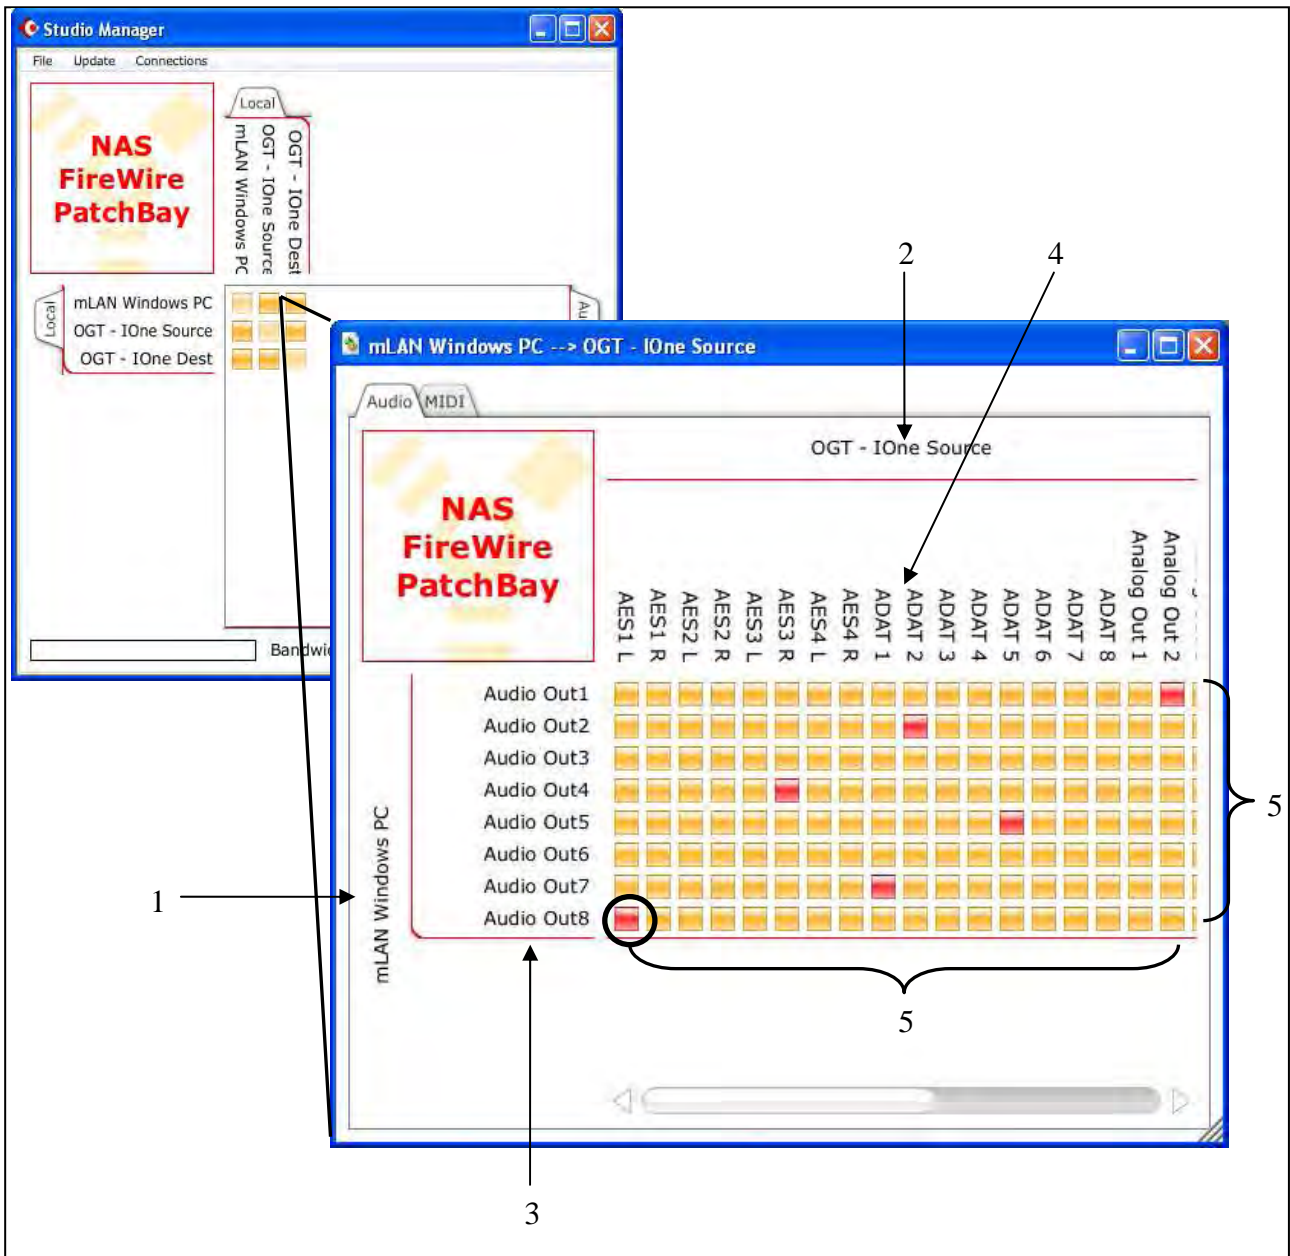 Studio Manager
File Update Connections
NAS
FireWire
PatchBay
Local
mLAN Windows PC
OGT - IOne Source
OGT - IOne Dest
Local
mLAN Windows PC
OGT - IOne Source
OGT - IOne Dest
2
4
mLAN Windows PC --> OGT - IOne Source
Audio
MIDI
OGT - IOne Source
NAS
FireWire
PatchBay
AES1 L
AES1 R
AES2 L
AES2 R
AES3 L
AES3 R
AES4 L
AES4 R
ADAT 1
ADAT 2
ADAT 3
ADAT 4
ADAT 5
ADAT 6
ADAT 7
ADAT 8
Analog Out 1
Analog Out 2
mLAN Windows PC
Audio Out1
Audio Out2
Audio Out3
Audio Out4
Audio Out5
Audio Out6
Audio Out7
Audio Out8
1
5
5
3